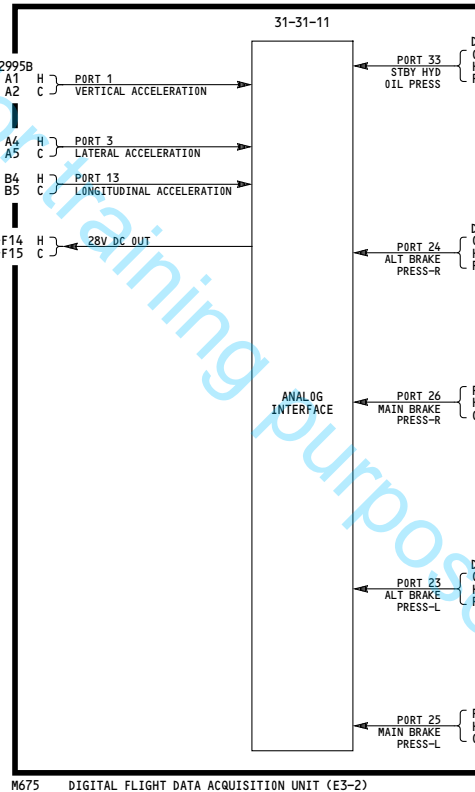 31-31-11
2995B
A1 H PORT 1
A2 C VERTICAL ACCELERATION
A4 H PORT 3
A5 C LATERAL ACCELERATION
B4 H PORT 13
B5 C LONGITUDINAL ACCELERATION
F14 H 28V DC OUT
F15 C
ANALOG
INTERFACE
PORT 33
STBY HYD
OIL PRESS
PORT 24
ALT BRAKE
PRESS-R
PORT 26
MAIN BRAKE
PRESS-R
PORT 23
ALT BRAKE
PRESS-L
PORT 25
MAIN BRAKE
PRESS-L
M675 DIGITAL FLIGHT DATA ACQUISITION UNIT (E3-2)
for training purpose